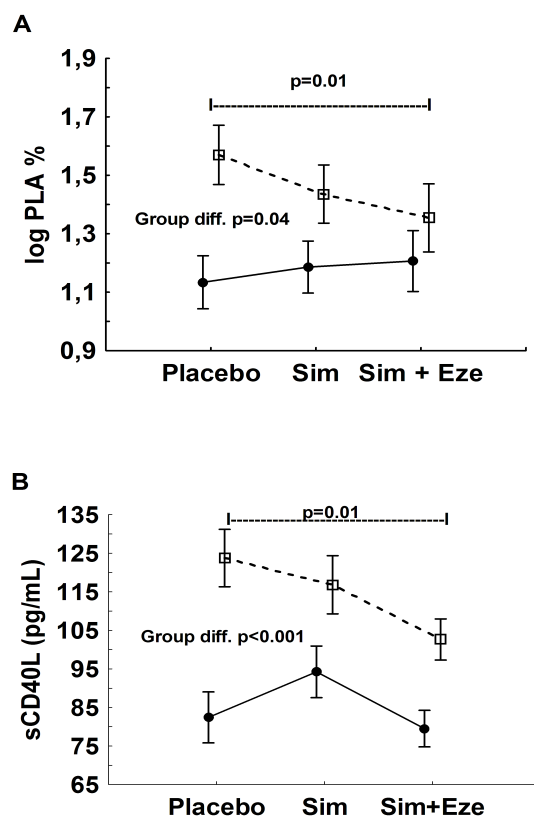 A
1,9
p=0.01
1,7
1,5
log PLA %
Group diff. p=0.04
1,3
1,1
0,9
Placebo Sim Sim + Eze
B
135
p=0.01
125
115
sCD40L (pg/mL)
105
Group diff. p<0.001
95
85
75
65
Placebo Sim Sim+Eze